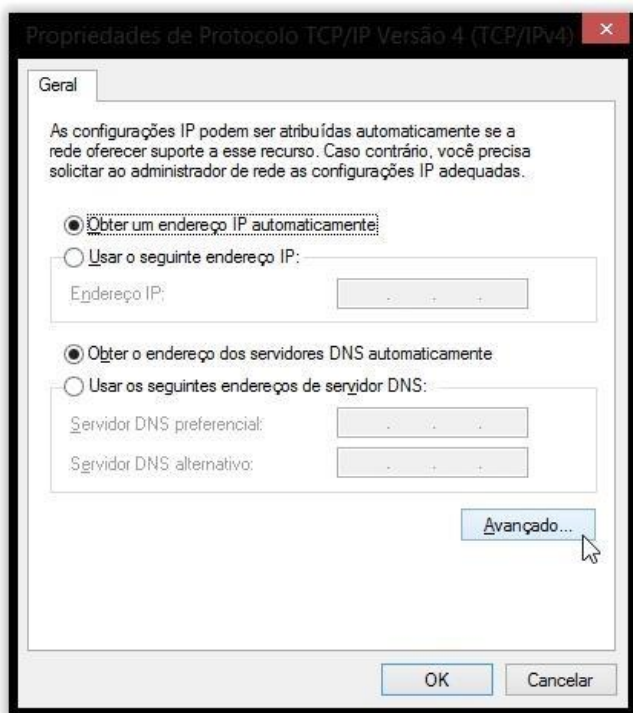 Propriedades de Protocolo TCP/IP Versão 4 (TCP/IPv4)
Geral
As configurações IP podem ser atribuídas automaticamente se a
rede oferecer suporte a esse recurso. Caso contrário, você precisa
solicitar ao administrador de rede as configurações IP adequadas.
Obter um endereço IP automaticamente
Usar o seguinte endereço IP:
Endereço IP:
Obter o endereço dos servidores DNS automaticamente
Usar os seguintes endereços de servidor DNS:
Servidor DNS preferencial:
Servidor DNS alternativo:
Avançado...
OK
Cancelar